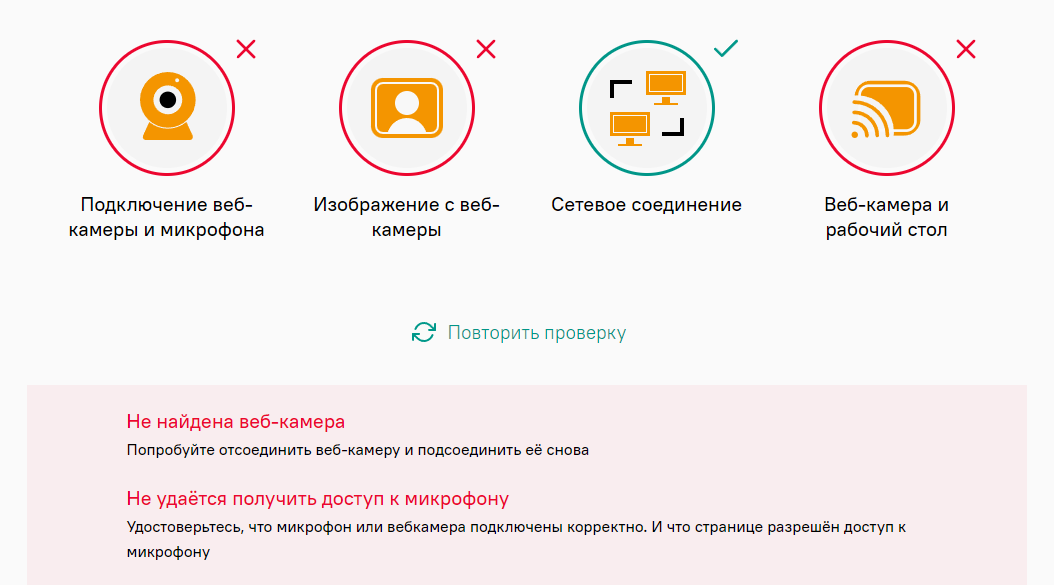 Подключение веб-
камеры и микрофона
Изображение с веб-
камеры
Сетевое соединение
Веб-камера и
рабочий стол
Повторить проверку
Не найдена веб-камера
Попробуйте отсоединить веб-камеру и подсоединить её снова
Не удаётся получить доступ к микрофону
Удостоверьтесь, что микрофон или вебкамера подключены корректно. И что странице разрешён доступ к
микрофону